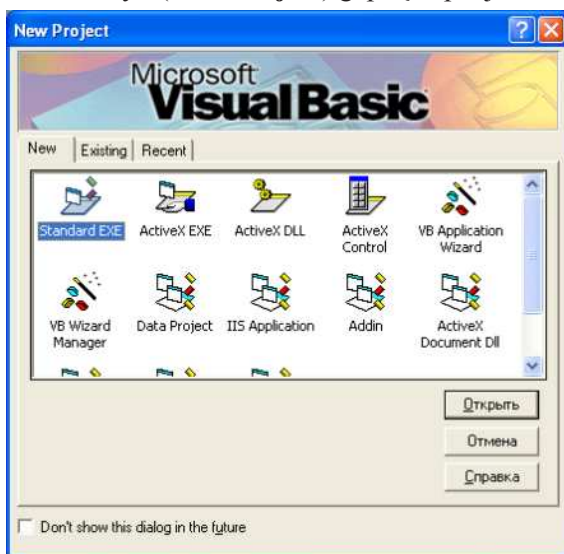 New Project
Microsoft
Visual Basic
New Existing Recent
Standard EXE ActiveX EXE ActiveX DLL ActiveX Control VB Application Wizard
VB Wizard Manager Data Project IIS Application Addin ActiveX Document Dll
Открыть
Отмена
Справка
Don't show this dialog in the future